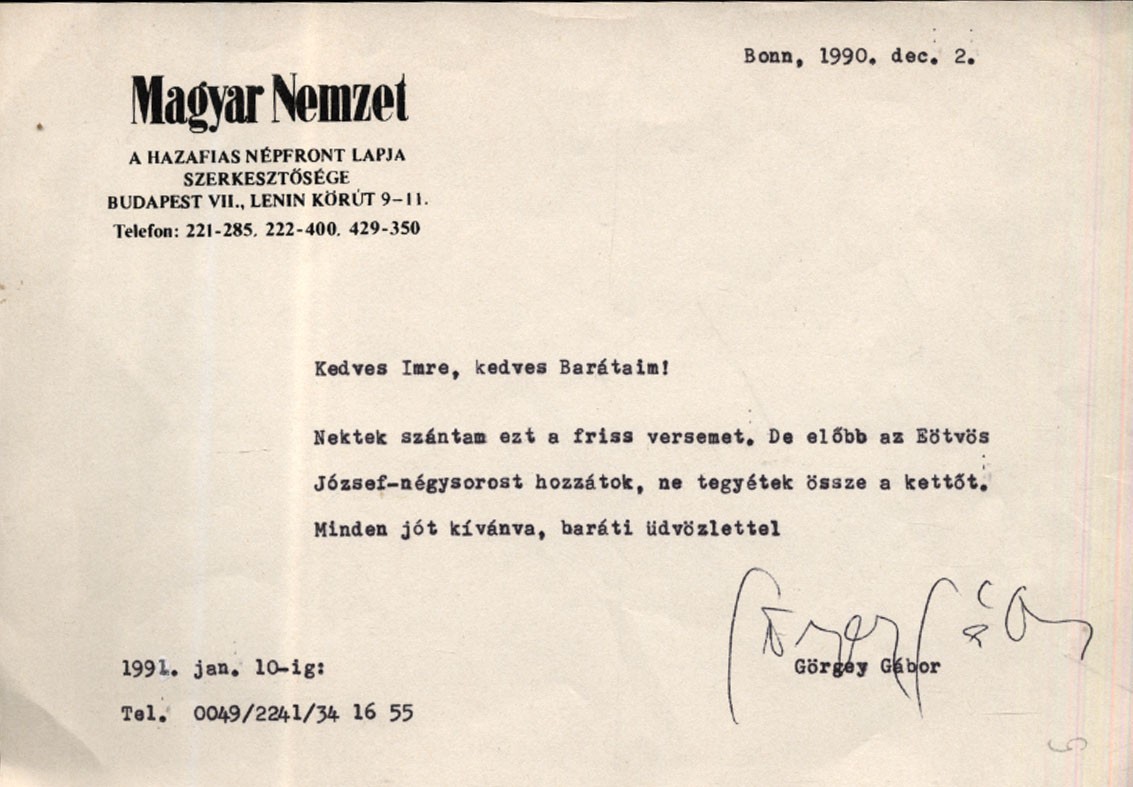 Bonn, 1990. dec. 2.
Magyar Nemzet
A HAZAFIAS NÉPFRONT LAPJA
SZERKESZTŐSÉGE
BUDAPEST VII., LENIN KÖRÚT 9–11.
Telefon: 221-285, 222-400, 429-350
Kedves Imre, kedves Barátaim!
Nektek szántam ezt a friss versemet. De előbb az Eötvös
József-négysorost hozzátok, ne tegyétek össze a kettőt.
Minden jót kívánva, baráti üdvözlettel
Görgey Gábor
Görgey Gábor
1991. jan. 10-ig:
Tel. 0049/2241/34 16 55